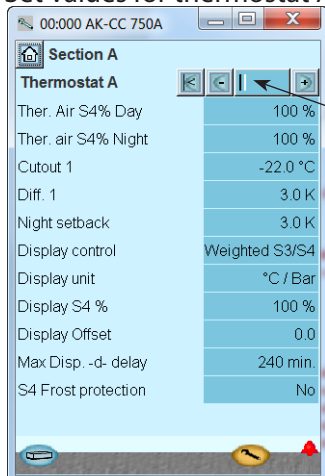 Set values for thermostat A
00:000 AK-CC 750A
Section A
Thermostat A
Ther. Air S4% Day 100 %
Ther. air S4% Night 100 %
Cutout 1 -22.0 °C
Diff. 1 3.0 K
Night setback 3.0 K
Display control Weighted S3/S4
Display unit °C / Bar
Display S4 % 100 %
Display Offset 0.0
Max Disp. -d- delay 240 min.
S4 Frost protection No